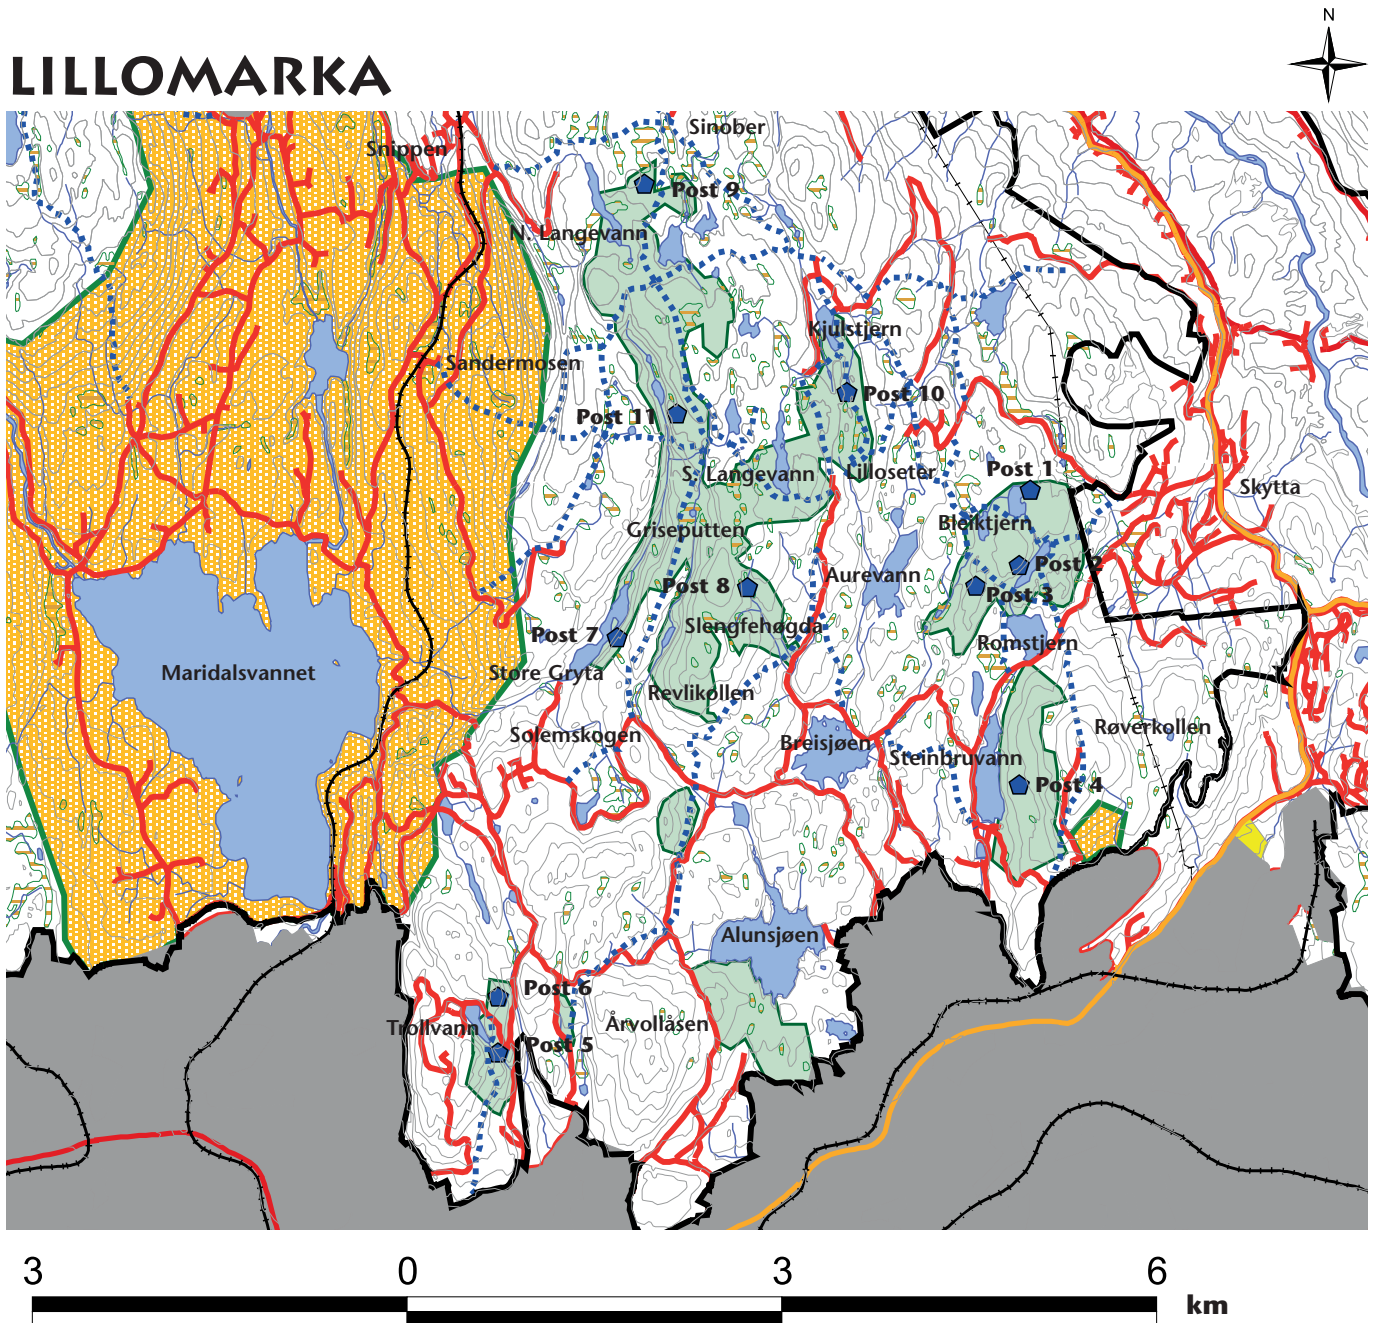 N
LILLOMARKA
Sinober
Snippen
Post 9
N. Langevann
Kjulstjern
Sandermosen
Post 10
Post 11
Post 1
S. Langevann
Lilloseter
Skytta
Bleiktjern
Griseputten
Post 2
Aurevann
Post 8
Post 3
Slengfehøgda
Post 7
Romstjern
Maridalsvannet
Store Gryta
Revlikollen
Solemskogen
Breisjøen
Røverkollen
Steinbruvann
Post 4
Alunsjøen
Post 6
Trollvann
Årvollåsen
Post 5
3 0 3 6
km